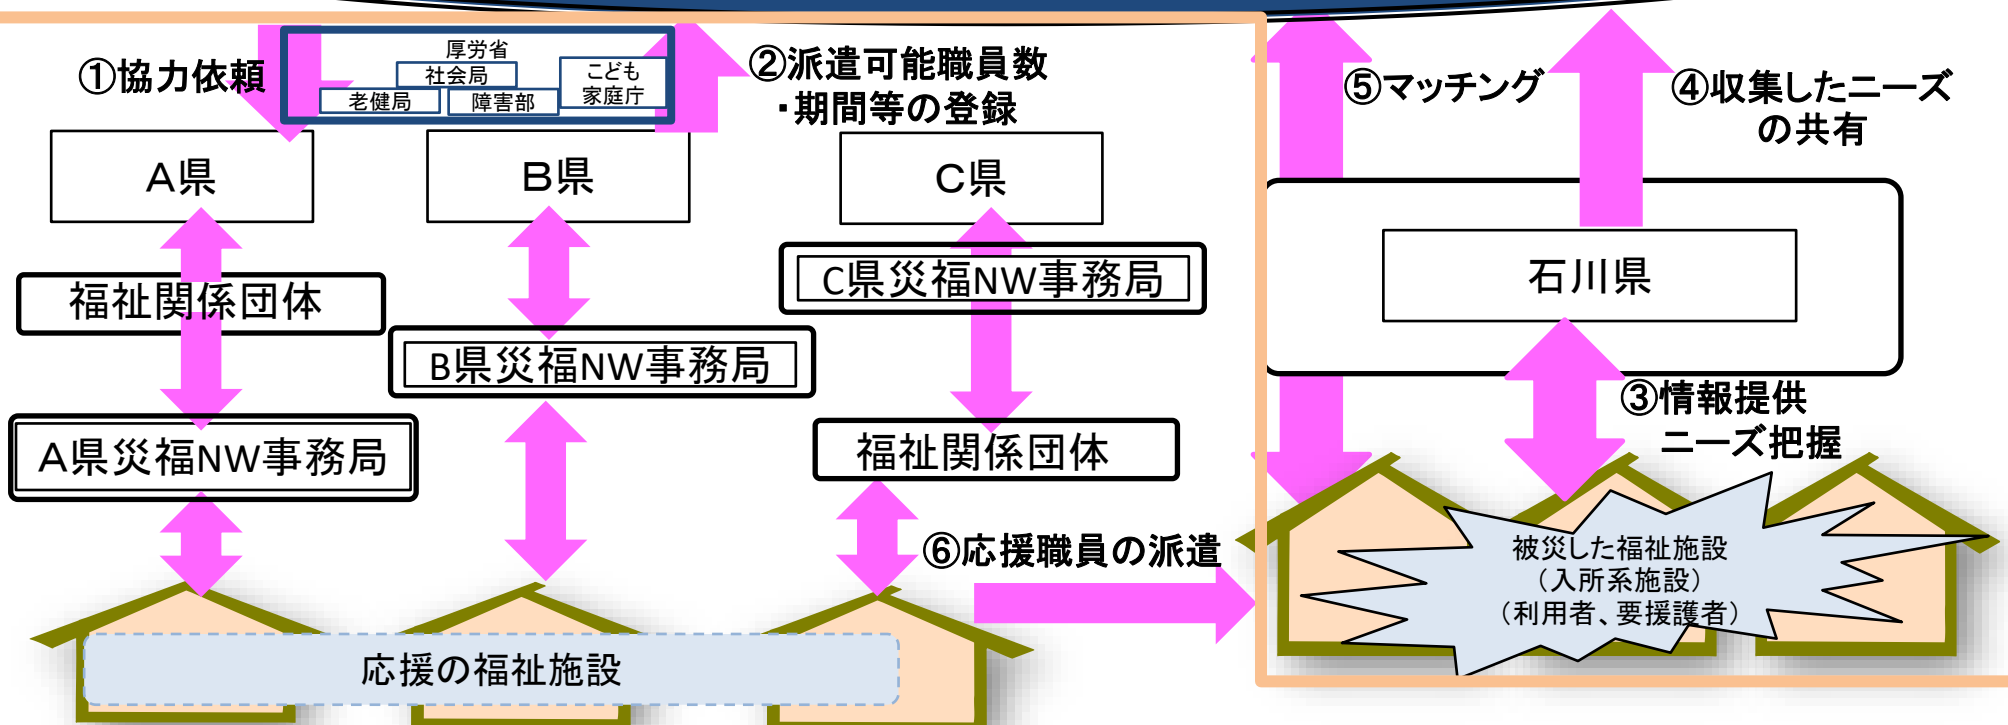 ①協力依頼
厚労省
社会局
老健局
障害部
こども
家庭庁
②派遣可能職員数
・期間等の登録
⑤マッチング
④収集したニーズ
の共有
A県
B県
C県
福祉関係団体
C県災福NW事務局
石川県
B県災福NW事務局
③情報提供
ニーズ把握
A県災福NW事務局
福祉関係団体
⑥応援職員の派遣
被災した福祉施設
（入所系施設）
（利用者、要援護者）
応援の福祉施設